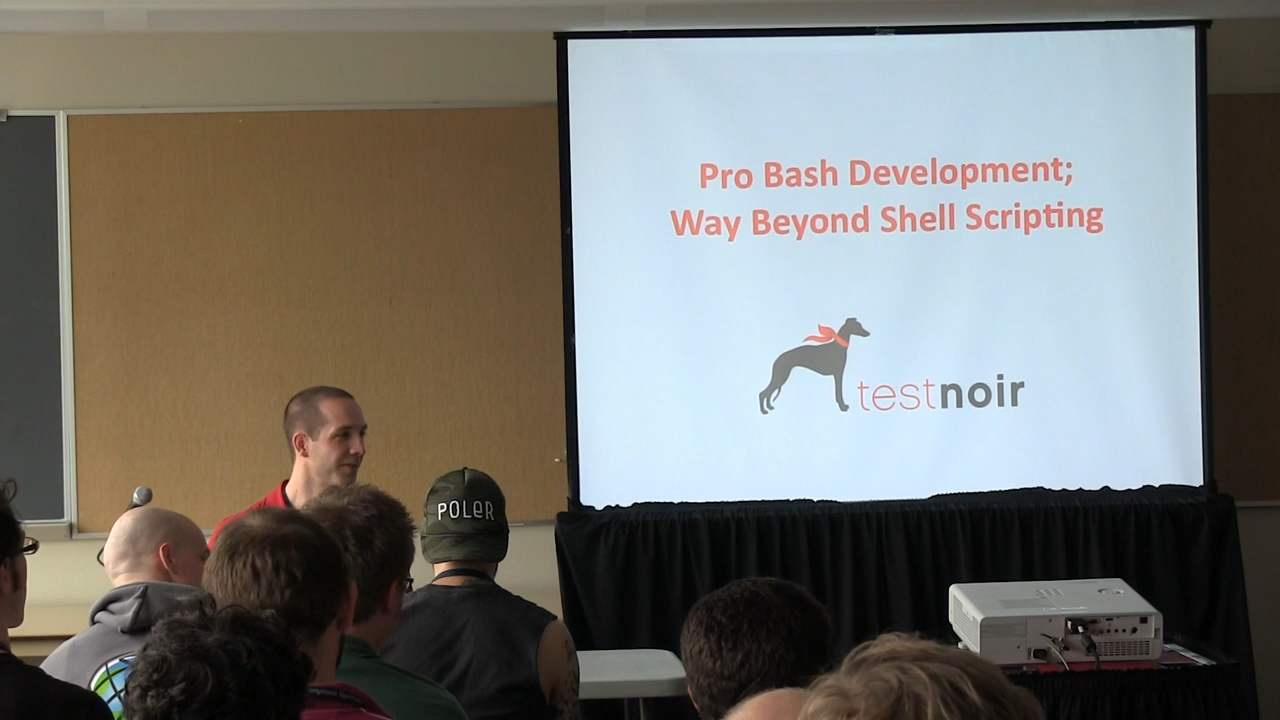 Pro Bash Development;
Way Beyond Shell Scripting
testnoir
POLeR